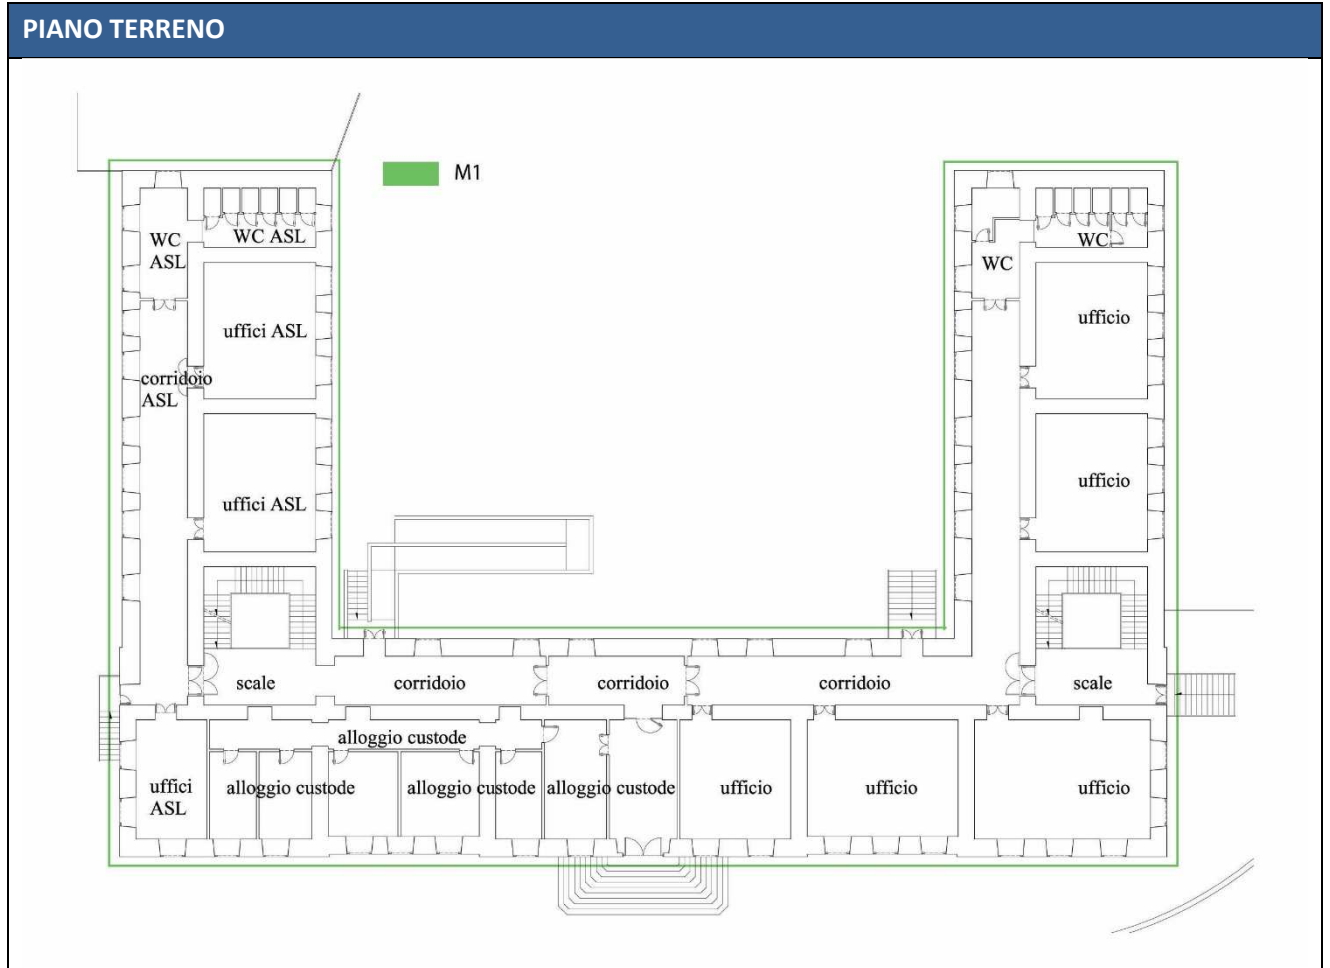 PIANO TERRENO
M1
WC
ASL
WC ASL
WC
WC
uffici ASL
ufficio
corridoio
ASL
uffici ASL
ufficio
scale
corridoio
corridoio
corridoio
scale
alloggio custode
uffici
ASL
alloggio custode
alloggio custode
alloggio custode
ufficio
ufficio
ufficio